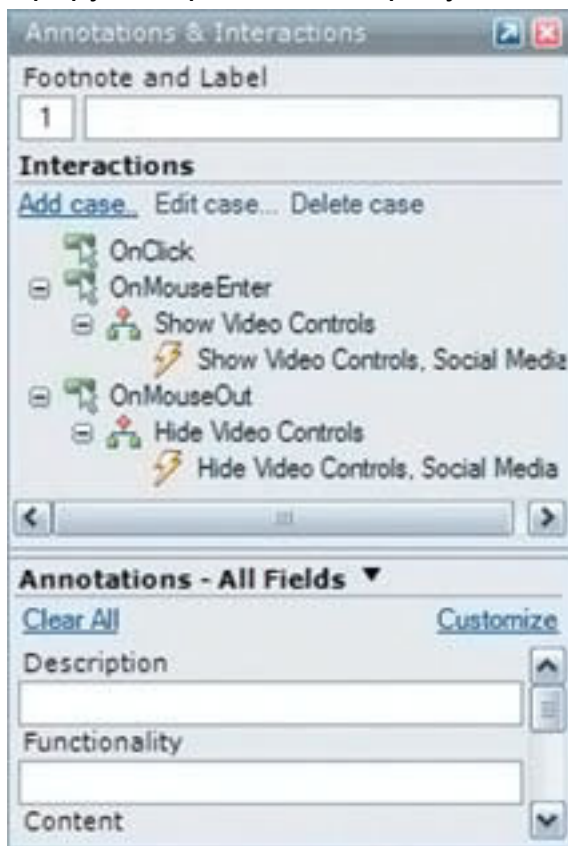 Annotations & Interactions
Footnote and Label
1
Interactions
Add case.. Edit case... Delete case
OnClick
OnMouseEnter
Show Video Controls
Show Video Controls, Social Media
OnMouseOut
Hide Video Controls
Hide Video Controls, Social Media
Annotations - All Fields ▼
Clear All Customize
Description
Functionality
Content